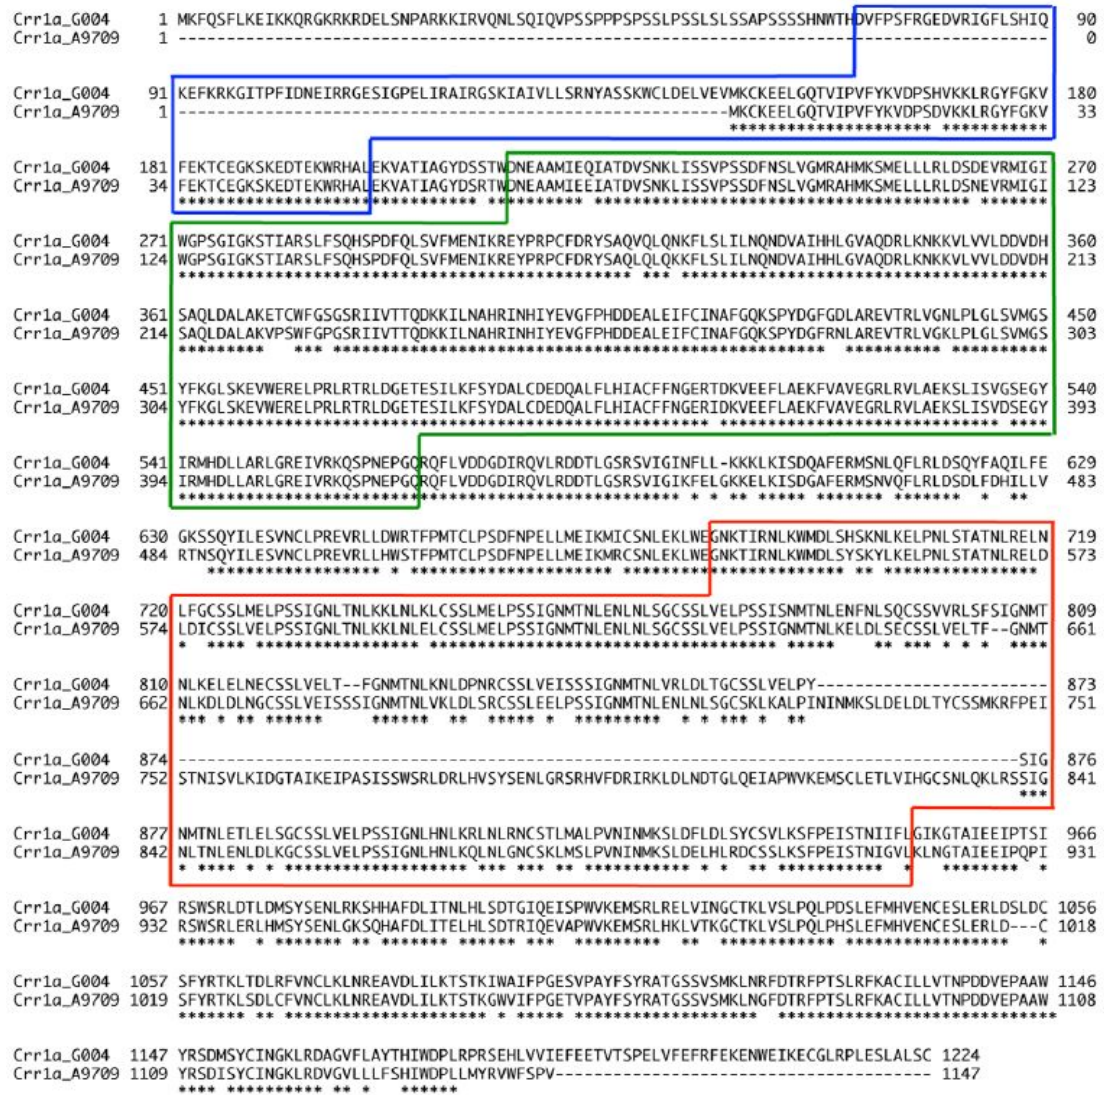 Crr1a_G004 1 MKFQSFLKEIKKQRGKRKRDELSNPARKKIRVQNLSQIQVPSSPPPSPSSLPSSLSLSSAPSSSSHNWTHDVFPSFRGEDVRIGFLSHIQ 90
Crr1a_A9709 1 ------------------------------------------------------------------------------------------ 0
Crr1a_G004 91 KEFKRKGITPFIDNEIRRGESIGPELIRAIRGSKIAIVLLSRNYASSKWCLDELVEVMKCKEELGQTVIPVFYKVDPSHVKKLRGYFGKV 180
Crr1a_A9709 1 ---------------------------------------------------------MKCKEELGQTVIPVFYKVDPSDVKKLRGYFGKV 33
********************* ***********
Crr1a_G004 181 FEKTCEGKSKEDTEKWRHALEKVATIAGYDSSTWDNEAAMIEQIATDVSNKLISSVPSSDFNSLVGMRAHMKSMELLLRLDSDEVRMIGI 270
Crr1a_A9709 34 FEKTCEGKSKEDTEKWRHALEKVATIAGYDSRTWDNEAAMIEEIATDVSNKLISSVPSSDFNSLVGMRAHMKSMELLLRLDSNEVRMIGI 123
******************************* ********** *************************************** *******
Crr1a_G004 271 WGPSGIGKSTIARSLFSQHSPDFQLSVFMENIKREYPRPCFDRYSAQVQLQNKFLSLILNQNDVAIHHLGVAQDRLKNKKVLVVLDDVDH 360
Crr1a_A9709 124 WGPSGIGKSTIARSLFSQHSPDFQLSVFMENIKREYPRPCFDRYSAQLQLQKKFLSLILNQNDVAIHHLGVAQDRLKNKKVLVVLDDVDH 213
*********************************************** *** **************************************
Crr1a_G004 361 SAQLDALAKETCWFGSGSRIIVTTQDKKILNAHRINHIYEVGFPHDDEALEIFCINAFGQKSPYDGFGDLAREVTRLVGNLPLGLSVMGS 450
Crr1a_A9709 214 SAQLDALAKVPSWFGPGSRIIVTTQDKKILNAHRINHIYEVGFPHDDEALEIFCINAFGQKSPYDGFRNLAREVTRLVGKLPLGLSVMGS 303
********* *** *************************************************** ********** **********
Crr1a_G004 451 YFKGLSKEVWERELPRLRTRLDGETESILKFSYDALCDEDQALFLHIACFFNGERTDKVEEFLAEKFVAVEGRLRVLAEKSLISVGSEGY 540
Crr1a_A9709 304 YFKGLSKEVWERELPRLRTRLDGETESILKFSYDALCDEDQALFLHIACFFNGERIDKVEEFLAEKFVAVEGRLRVLAEKSLISVDSEGY 393
******************************************************* ***************************** ****
Crr1a_G004 541 IRMHDLLARLGREIVRKQSPNEPGQRQFLVDDGDIRQVLRDDTLGSRSVIGINFLL-KKKLKISDQAFERMSNLQFLRLDSQYFAQILFE 629
Crr1a_A9709 394 IRMHDLLARLGREIVRKQSPNEPGQRQFLVDDGDIRQVLRDDTLGSRSVIGIKFELGKKELKISDGAFERMSNVQFLRLDSDLFDHILLV 483
**************************************************** * * ** ***** ******* ******* * **
Crr1a_G004 630 GKSSQYILESVNCLPREVRLLDWRTFPMTCLPSDFNPELLMEIKMICSNLEKLWEGNKTIRNLKWMDLSHSKNLKELPNLSTATNLRELN 719
Crr1a_A9709 484 RTNSQYILESVNCLPREVRLLHWSTFPMTCLPSDFNPELLMEIKMRCSNLEKLWEGNKTIRNLKWMDLSYSKYLKELPNLSTATNLRELD 573
****************** * ********************* *********************** ** ****************
Crr1a_G004 720 LFGCSSLMELPSSIGNLTNLKKLNLKLCSSLMELPSSIGNMTNLENLNLSGCSSLVELPSSISNMTNLENFNLSQCSSVVRLSFSIGNMT 809
Crr1a_A9709 574 LDICSSLVELPSSIGNLTNLKKLNLELCSSLMELPSSIGNMTNLENLNLSGCSSLVELPSSIGNMTNLKELDLSECSSLVELTF--GNMT 661
* **** ***************** ************************************ ***** ** *** * * * ****
Crr1a_G004 810 NLKELELNECSSLVELT--FGNMTNLKNLDPNRCSSLVEISSSIGNMTNLVRLDLTGCSSLVELPY------------------------ 873
Crr1a_A9709 662 NLKDLDLNGCSSLVEISSSIGNMTNLVKLDLSRCSSLEELPSSIGNMTNLENLNLSGCSKLKALPININMKSLDELDLTYCSSMKRFPEI 751
*** * ** ****** ****** ** ***** * ********* * * *** * **
Crr1a_G004 874 ---------------------------------------------------------------------------------------SIG 876
Crr1a_A9709 752 STNISVLKIDGTAIKEIPASISSWSRLDRLHVSYSENLGRSRHVFDRIRKLDLNDTGLQEIAPWVKEMSCLETLVIHGCSNLQKLRSSIG 841
***
Crr1a_G004 877 NMTNLETLELSGCSSLVELPSSIGNLHNLKRLNLRNCSTLMALPVNINMKSLDFLDLSYCSVLKSFPEISTNIIFLGIKGTAIEEIPTSI 966
Crr1a_A9709 842 NLTNLENLDLKGCSSLVELPSSIGNLHNLKQLNLGNCSKLMSLPVNINMKSLDELHLRDCSSLKSFPEISTNIGVLKLNGTAIEEIPQPI 931
* **** * * ******************* *** *** ** *********** * * ** *********** * ******** *
Crr1a_G004 967 RSWSRLDTLDMSYSENLRKSHHAFDLITNLHLSDTGIQEISPWVKEMSRLRELVINGCTKLVSLPQLPDSLEFMHVENCESLERLDSLDC 1056
Crr1a_A9709 932 RSWSRLERLHMSYSENLGKSQHAFDLITELHLSDTRIQEVAPWVKEMSRLHKLVTKGCTKLVSLPQLPHSLEFMHVENCESLERLD---C 1018
****** * ******* ** ******* ****** *** ********* ** ************ ***************** *
Crr1a_G004 1057 SFYRTKLTDLRFVNCLKLNREAVDLILKTSTKIWAIFPGESVPAYFSYRATGSSVSMKLNRFDTRFPTSLRFKACILLVTNPDDVEPAAW 1146
Crr1a_A9709 1019 SFYRTKLSDLCFVNCLKLNREAVDLILKTSTKGWVIFPGETVPAYFSYRATGSSVSMKLNGFDTRFPTSLRFKACILLVTNPDDVEPAAW 1108
******* ** ********************* * ***** ******************* ******************************
Crr1a_G004 1147 YRSDMSYCINGKLRDAGVFLAYTHIWDPLRPRSEHLVVIEFEETVTSPELVFEFRFEKENWEIKECGLRPLESLALSC 1224
Crr1a_A9709 1109 YRSDISYCINGKLRDVGVLLLFSHIWDPLLMYRVWFSPV--------------------------------------- 1147
**** ********** ** * ******